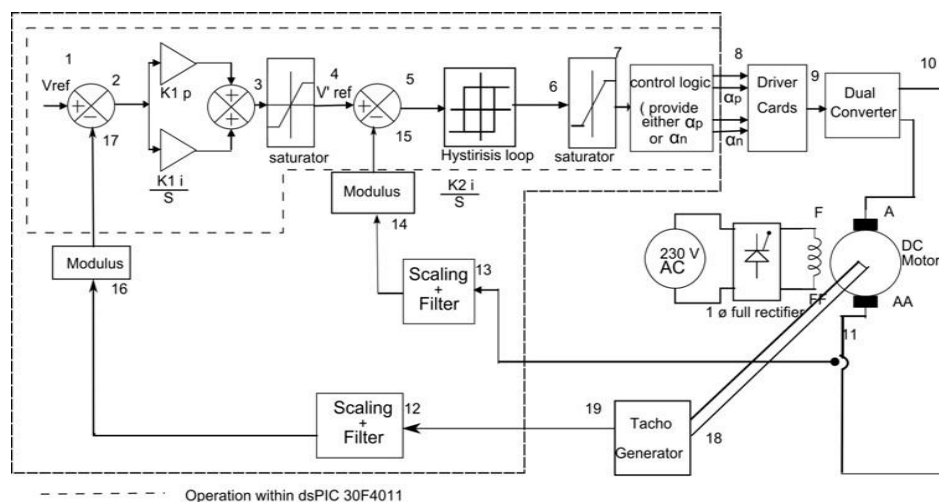 1
Vref
2
17
K1 p
K1 i
S
3
saturator
4
V' ref
15
5
Hystirisis loop
6
saturator
7
control logic
( provide
either αp
or αn
8
αp
αn
Driver
Cards
9
Dual
Converter
10
Modulus
14
K2 i
S
Modulus
16
Scaling
+
Filter
13
230 V
AC
1 ø full rectifier
F
FF
A
AA
DC
Motor
11
Scaling
+
Filter
12
19
Tacho
Generator
18
Operation within dsPIC 30F4011